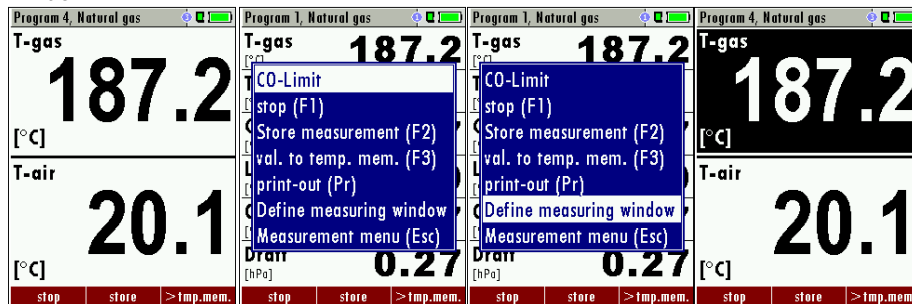 Program 4, Natural gas
T-gas
187.2
[°C]
T-air
20.1
[°C]
stop store >tmp.mem.
Program 1, Natural gas
T-gas
187.2
CO-Limit
stop (F1)
Store measurement (F2)
val. to temp. mem. (F3)
print-out (Pr)
Define measuring window
Measurement menu (Esc)
Draft
[hPa]
0.27
stop store >tmp.mem.
Program 1, Natural gas
T-gas
187.2
CO-Limit
stop (F1)
Store measurement (F2)
val. to temp. mem. (F3)
print-out (Pr)
Define measuring window
Measurement menu (Esc)
Draft
[hPa]
0.27
stop store >tmp.mem.
Program 4, Natural gas
T-gas
187.2
[°C]
T-air
20.1
[°C]
stop store >tmp.mem